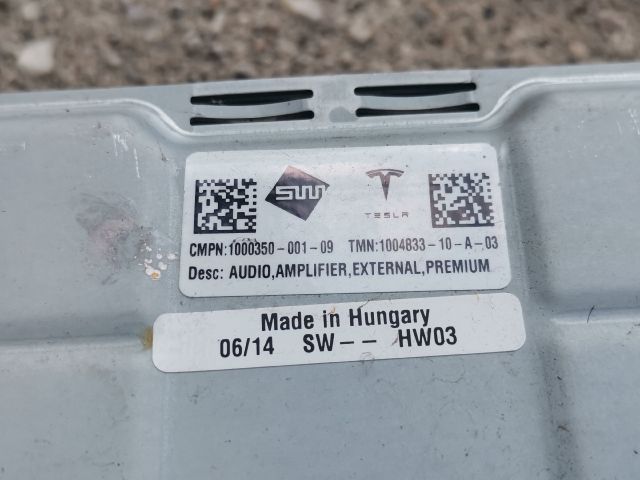 SWM
TESLA
CMPN:1000350-001-09 TMN:1004833-10-A-03
Desc: AUDIO,AMPLIFIER,EXTERNAL,PREMIUM
Made in Hungary
06/14 SW-- HW03